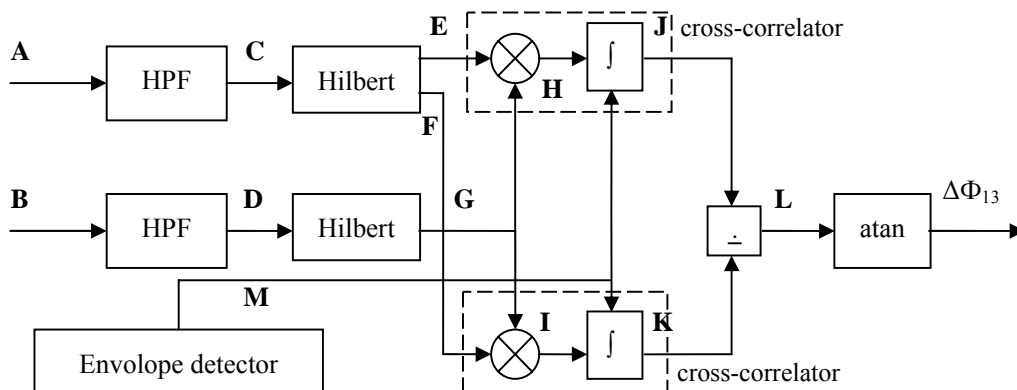 A
HPF
C
Hilbert
E
H
∫
J
cross-correlator
F
B
HPF
D
Hilbert
G
÷
L
atan
ΔΦ13
M
Envolope detector
I
∫
K
cross-correlator